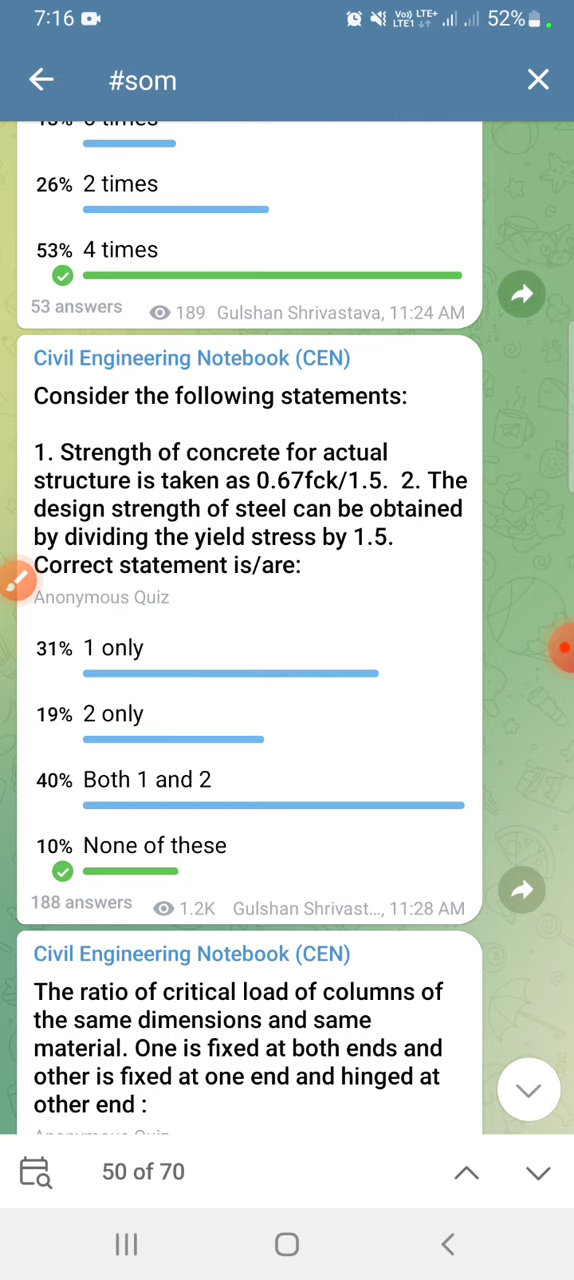 7:16
Vo)) LTE+
LTE1
52%
#som
26% 2 times
53% 4 times
53 answers 189 Gulshan Shrivastava, 11:24 AM
Civil Engineering Notebook (CEN)
Consider the following statements:
1. Strength of concrete for actual
structure is taken as 0.67fck/1.5. 2. The
design strength of steel can be obtained
by dividing the yield stress by 1.5.
Correct statement is/are:
Anonymous Quiz
31% 1 only
19% 2 only
40% Both 1 and 2
10% None of these
188 answers 1.2K Gulshan Shrivast..., 11:28 AM
Civil Engineering Notebook (CEN)
The ratio of critical load of columns of
the same dimensions and same
material. One is fixed at both ends and
other is fixed at one end and hinged at
other end :
50 of 70